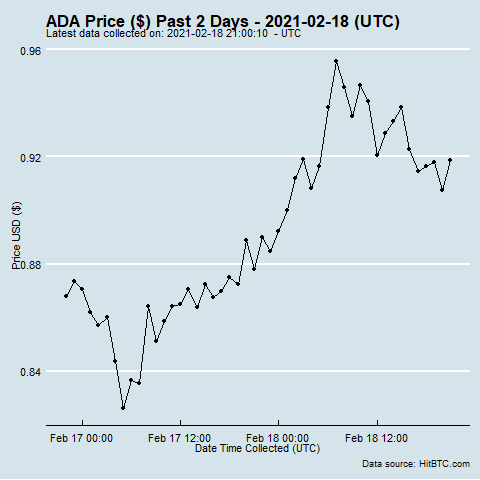 ADA Price ($) Past 2 Days - 2021-02-18 (UTC)
Latest data collected on: 2021-02-18 21:00:10  - UTC
0.96
0.92
0.88
0.84
Price USD ($)
Feb 17 00:00
Feb 17 12:00
Feb 18 00:00
Feb 18 12:00
Date Time Collected (UTC)
Data source: HitBTC.com